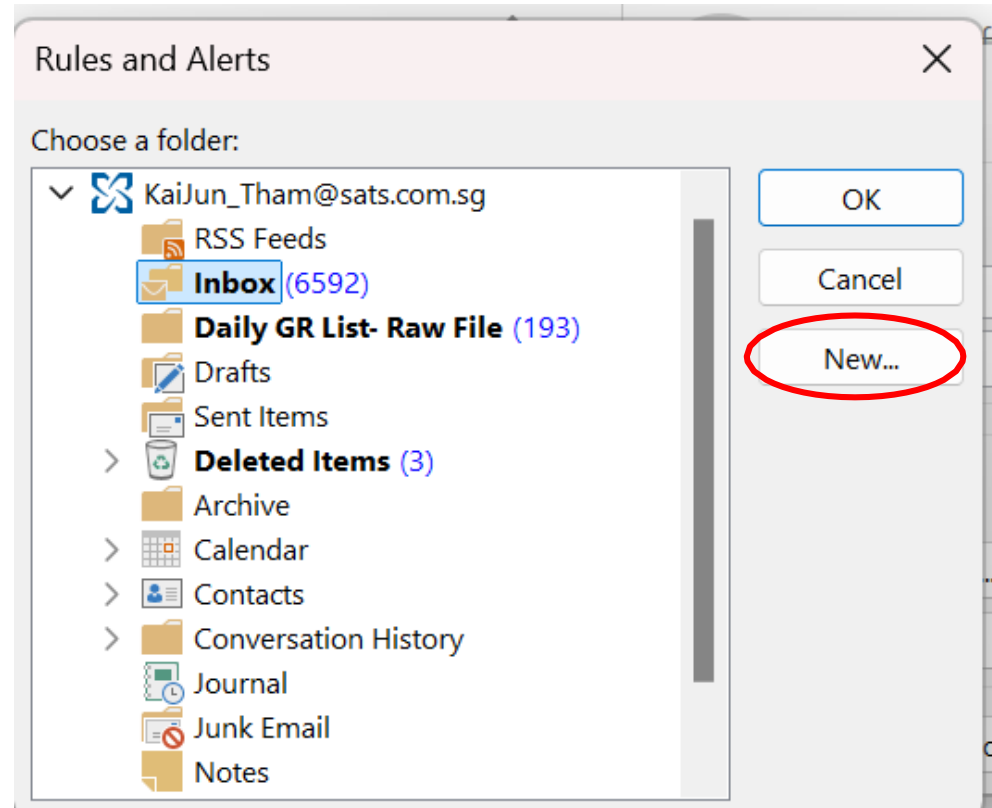 Rules and Alerts
Choose a folder:
KaiJun_Tham@sats.com.sg
OK
RSS Feeds
Inbox (6592)
Cancel
Daily GR List- Raw File (193)
New...
Drafts
Sent Items
Deleted Items (3)
Archive
Calendar
Contacts
Conversation History
Journal
Junk Email
Notes